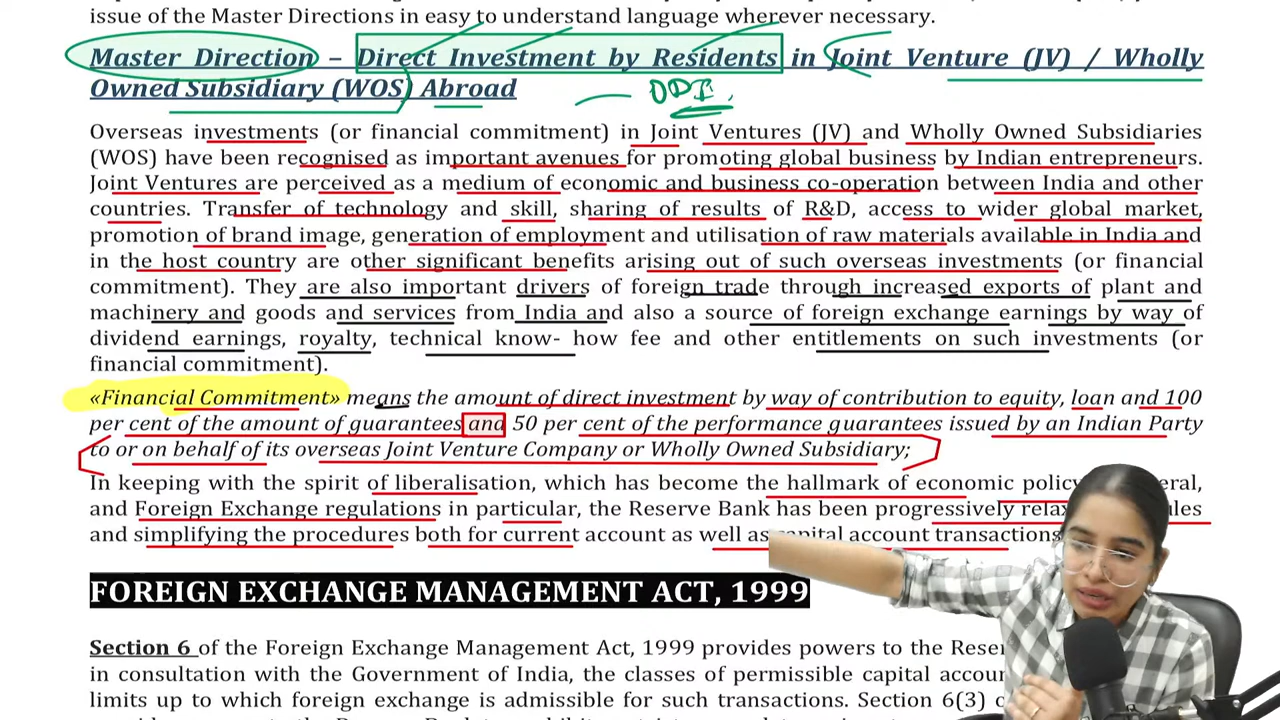 issue of the Master Directions in easy to understand language wherever necessary.
Master Direction – Direct Investment by Residents in Joint Venture (JV) / Wholly
Owned Subsidiary (WOS) Abroad
ODI
Overseas investments (or financial commitment) in Joint Ventures (JV) and Wholly Owned Subsidiaries
(WOS) have been recognised as important avenues for promoting global business by Indian entrepreneurs.
Joint Ventures are perceived as a medium of economic and business co-operation between India and other
countries. Transfer of technology and skill, sharing of results of R&D, access to wider global market,
promotion of brand image, generation of employment and utilisation of raw materials available in India and
in the host country are other significant benefits arising out of such overseas investments (or financial
commitment). They are also important drivers of foreign trade through increased exports of plant and
machinery and goods and services from India and also a source of foreign exchange earnings by way of
dividend earnings, royalty, technical know- how fee and other entitlements on such investments (or
financial commitment).
«Financial Commitment» means the amount of direct investment by way of contribution to equity, loan and 100
per cent of the amount of guarantees and 50 per cent of the performance guarantees issued by an Indian Party
to or on behalf of its overseas Joint Venture Company or Wholly Owned Subsidiary;
In keeping with the spirit of liberalisation, which has become the hallmark of economic policy
and Foreign Exchange regulations in particular, the Reserve Bank has been progressively
and simplifying the procedures both for current account as well as capital account transactions
FOREIGN EXCHANGE MANAGEMENT ACT, 1999
Section 6 of the Foreign Exchange Management Act, 1999 provides powers to the
in consultation with the Government of India, the classes of permissible capital
limits up to which foreign exchange is admissible for such transactions. Section 6(3)